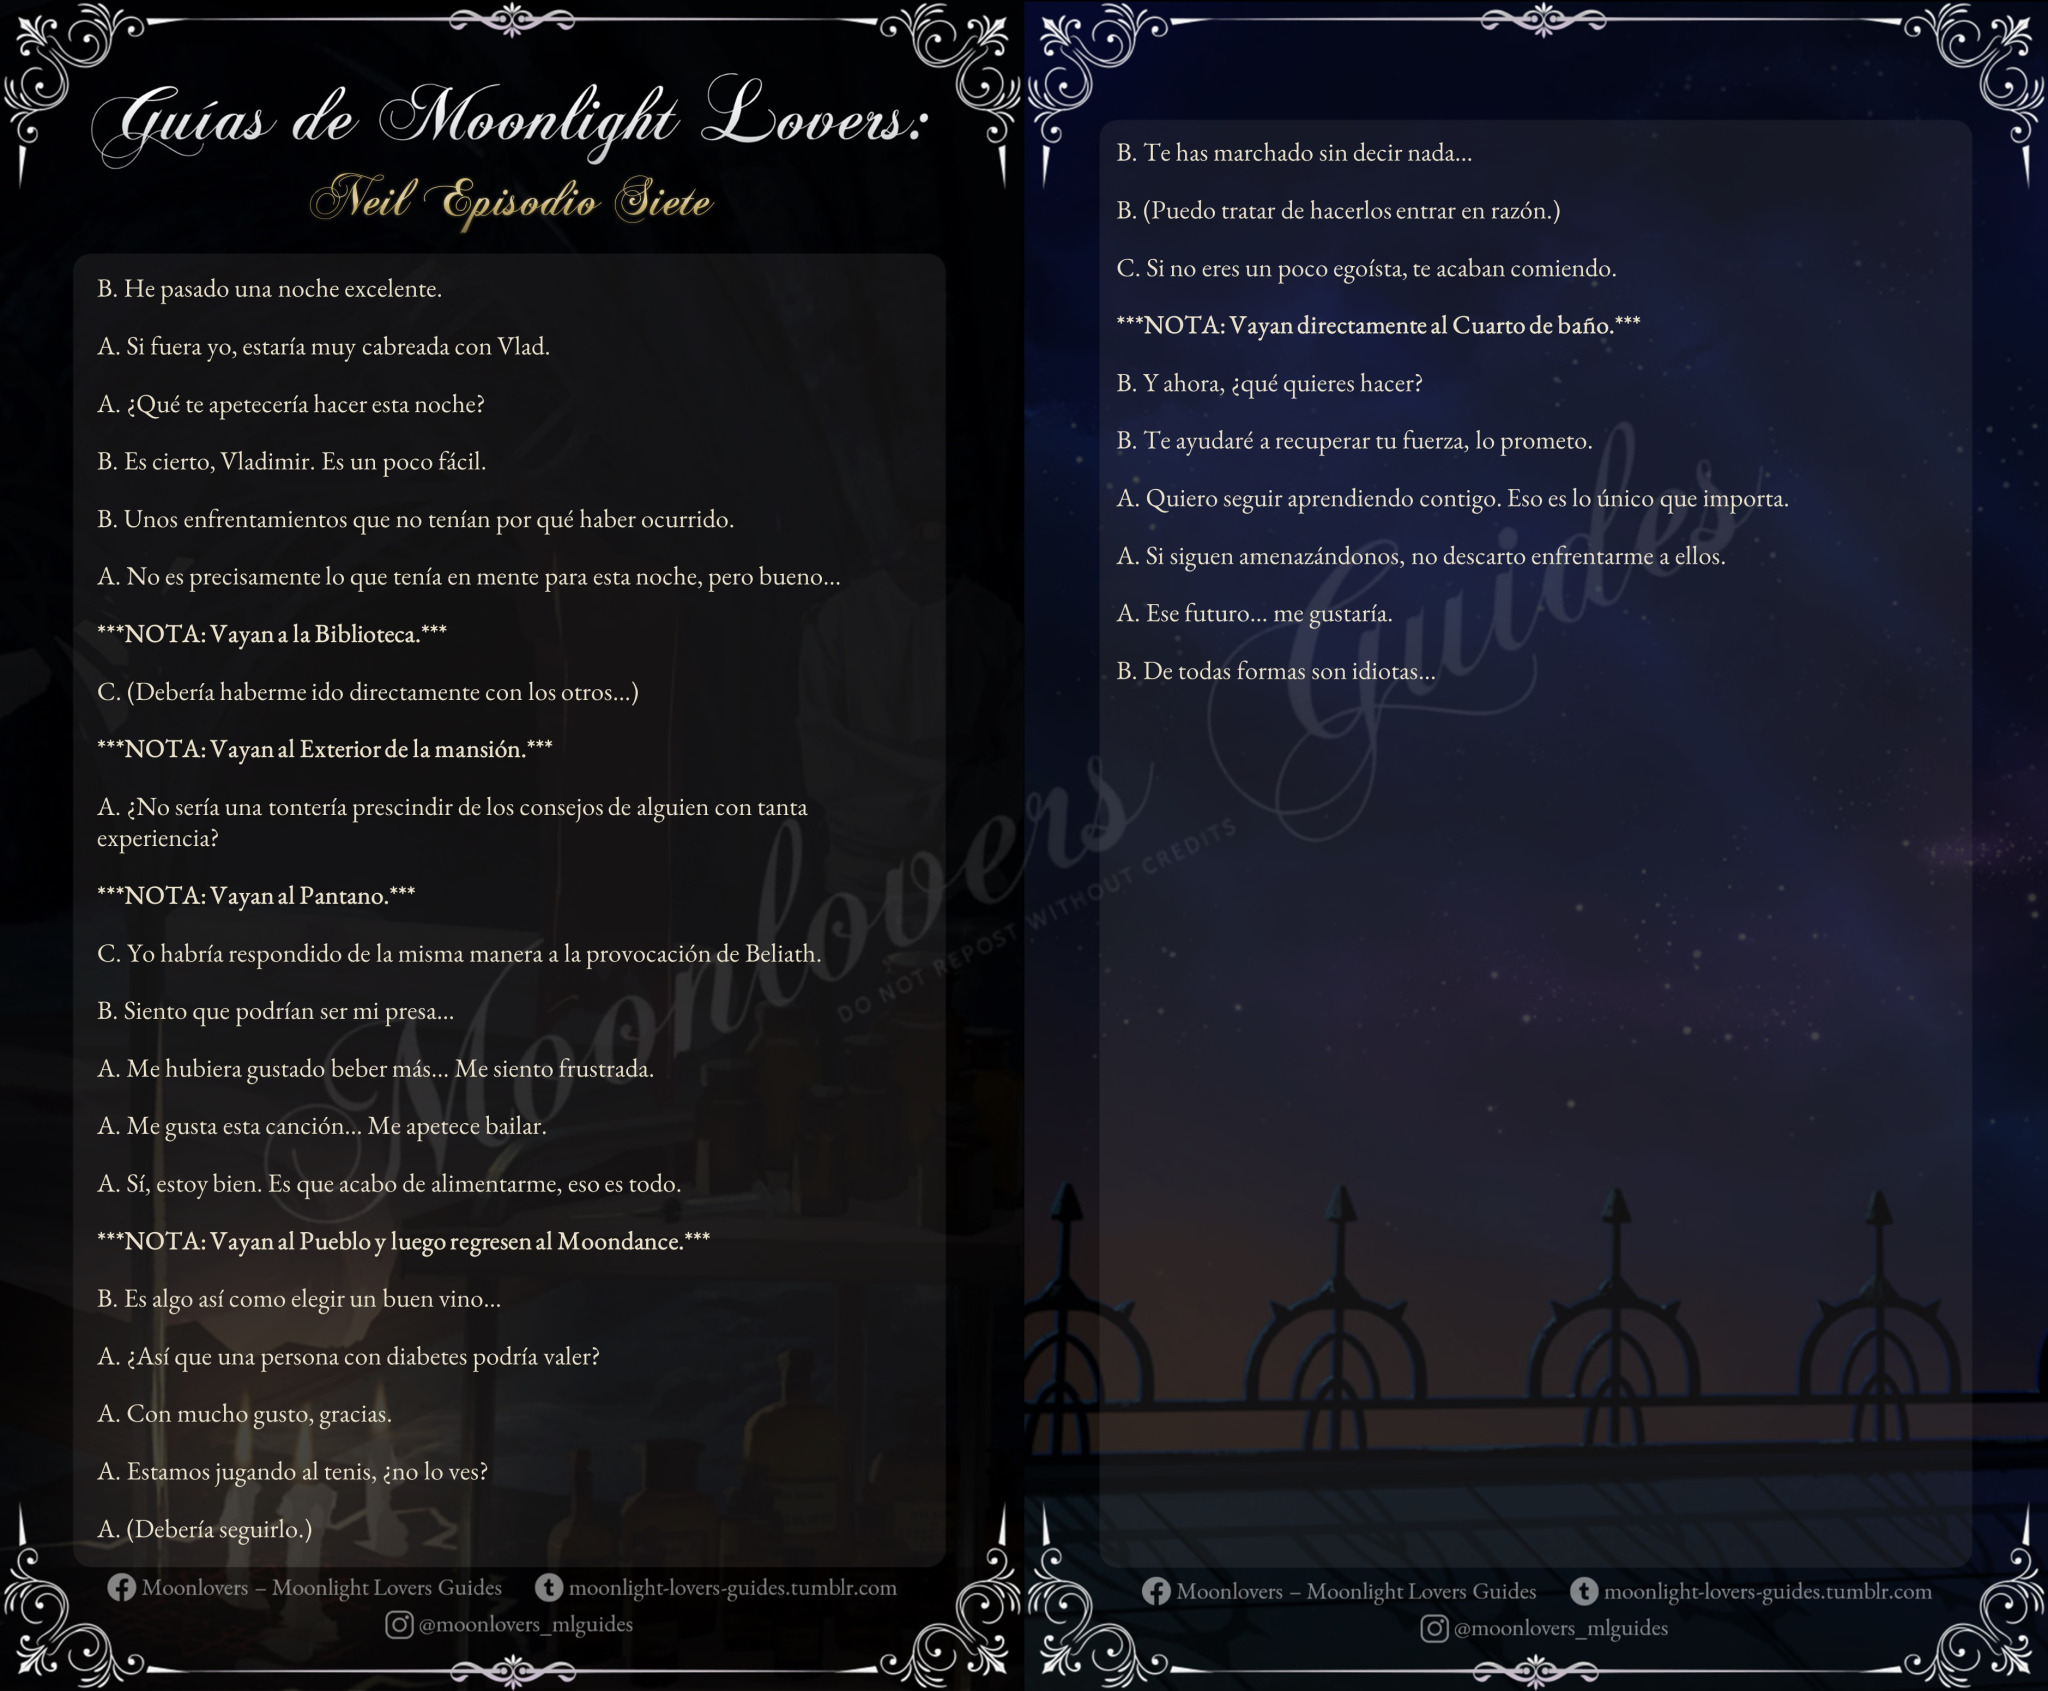 Guías de Moonlight Lovers:
Neil Episodio Siete
B. He pasado una noche excelente.
A. Si fuera yo, estaría muy cabreada con Vlad.
A. ¿Qué te apetecería hacer esta noche?
B. Es cierto, Vladimir. Es un poco fácil.
B. Unos enfrentamientos que no tenían por qué haber ocurrido.
A. No es precisamente lo que tenía en mente para esta noche, pero bueno...
***NOTA: Vayan a la Biblioteca.***
C. (Debería haberme ido directamente con los otros...)
***NOTA: Vayan al Exterior de la mansión.***
A. ¿No sería una tontería prescindir de los consejos de alguien con tanta
experiencia?
***NOTA: Vayan al Pantano.***
C. Yo habría respondido de la misma manera a la provocación de Beliath.
B. Siento que podrían ser mi presa...
A. Me hubiera gustado beber más... Me siento frustrada.
A. Me gusta esta canción... Me apetece bailar.
A. Sí, estoy bien. Es que acabo de alimentarme, eso es todo.
***NOTA: Vayan al Pueblo y luego regresen al Moondance.***
B. Es algo así como elegir un buen vino...
A. ¿Así que una persona con diabetes podría valer?
A. Con mucho gusto, gracias.
A. Estamos jugando al tenis, ¿no lo ves?
A. (Debería seguirlo.)
Moonlovers – Moonlight Lovers Guides moonlight-lovers-guides.tumblr.com
@moonlovers_mlguides
B. Te has marchado sin decir nada...
B. (Puedo tratar de hacerlos entrar en razón.)
C. Si no eres un poco egoísta, te acaban comiendo.
***NOTA: Vayan directamente al Cuarto de baño.***
B. Y ahora, ¿qué quieres hacer?
B. Te ayudaré a recuperar tu fuerza, lo prometo.
A. Quiero seguir aprendiendo contigo. Eso es lo único que importa.
A. Si siguen amenazándonos, no descarto enfrentarme a ellos.
A. Ese futuro... me gustaría.
B. De todas formas son idiotas...
Moonlovers – Moonlight Lovers Guides moonlight-lovers-guides.tumblr.com
@moonlovers_mlguides
Moonlovers Guides
DO NOT REPOST WITHOUT CREDITS